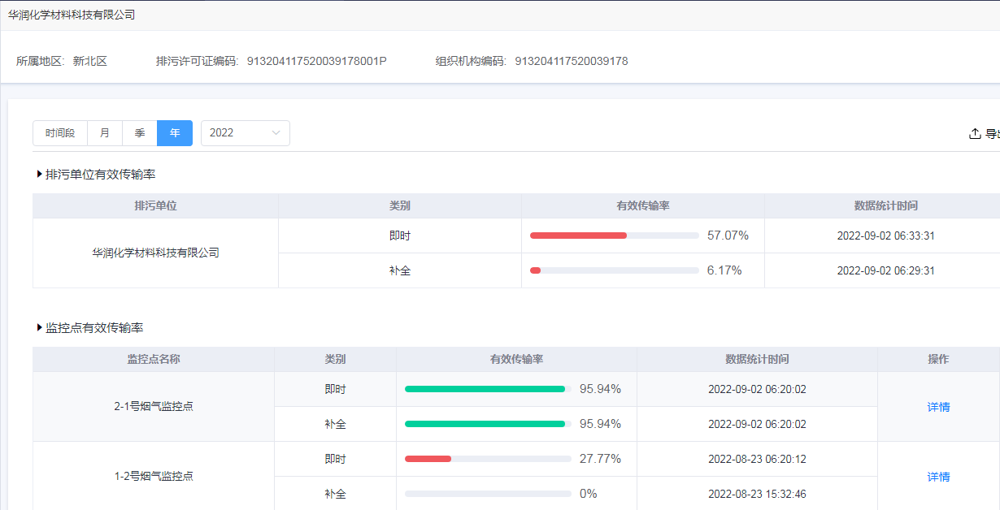 华润化学材料科技有限公司
所属地区: 新北区 排污许可证编码: 913204117520039178001P 组织机构编码: 913204117520039178
时间段 月 季 年 2022 导出
排污单位有效传输率
排污单位 类别 有效传输率 数据统计时间
华润化学材料科技有限公司
即时 57.07% 2022-09-02 06:33:31
补全 6.17% 2022-09-02 06:29:31
监控点有效传输率
监控点名称 类别 有效传输率 数据统计时间 操作
2-1号烟气监控点 详情
即时 95.94% 2022-09-02 06:20:02
补全 95.94% 2022-09-02 06:20:02
1-2号烟气监控点 详情
即时 27.77% 2022-08-23 06:20:12
补全 0% 2022-08-23 15:32:46